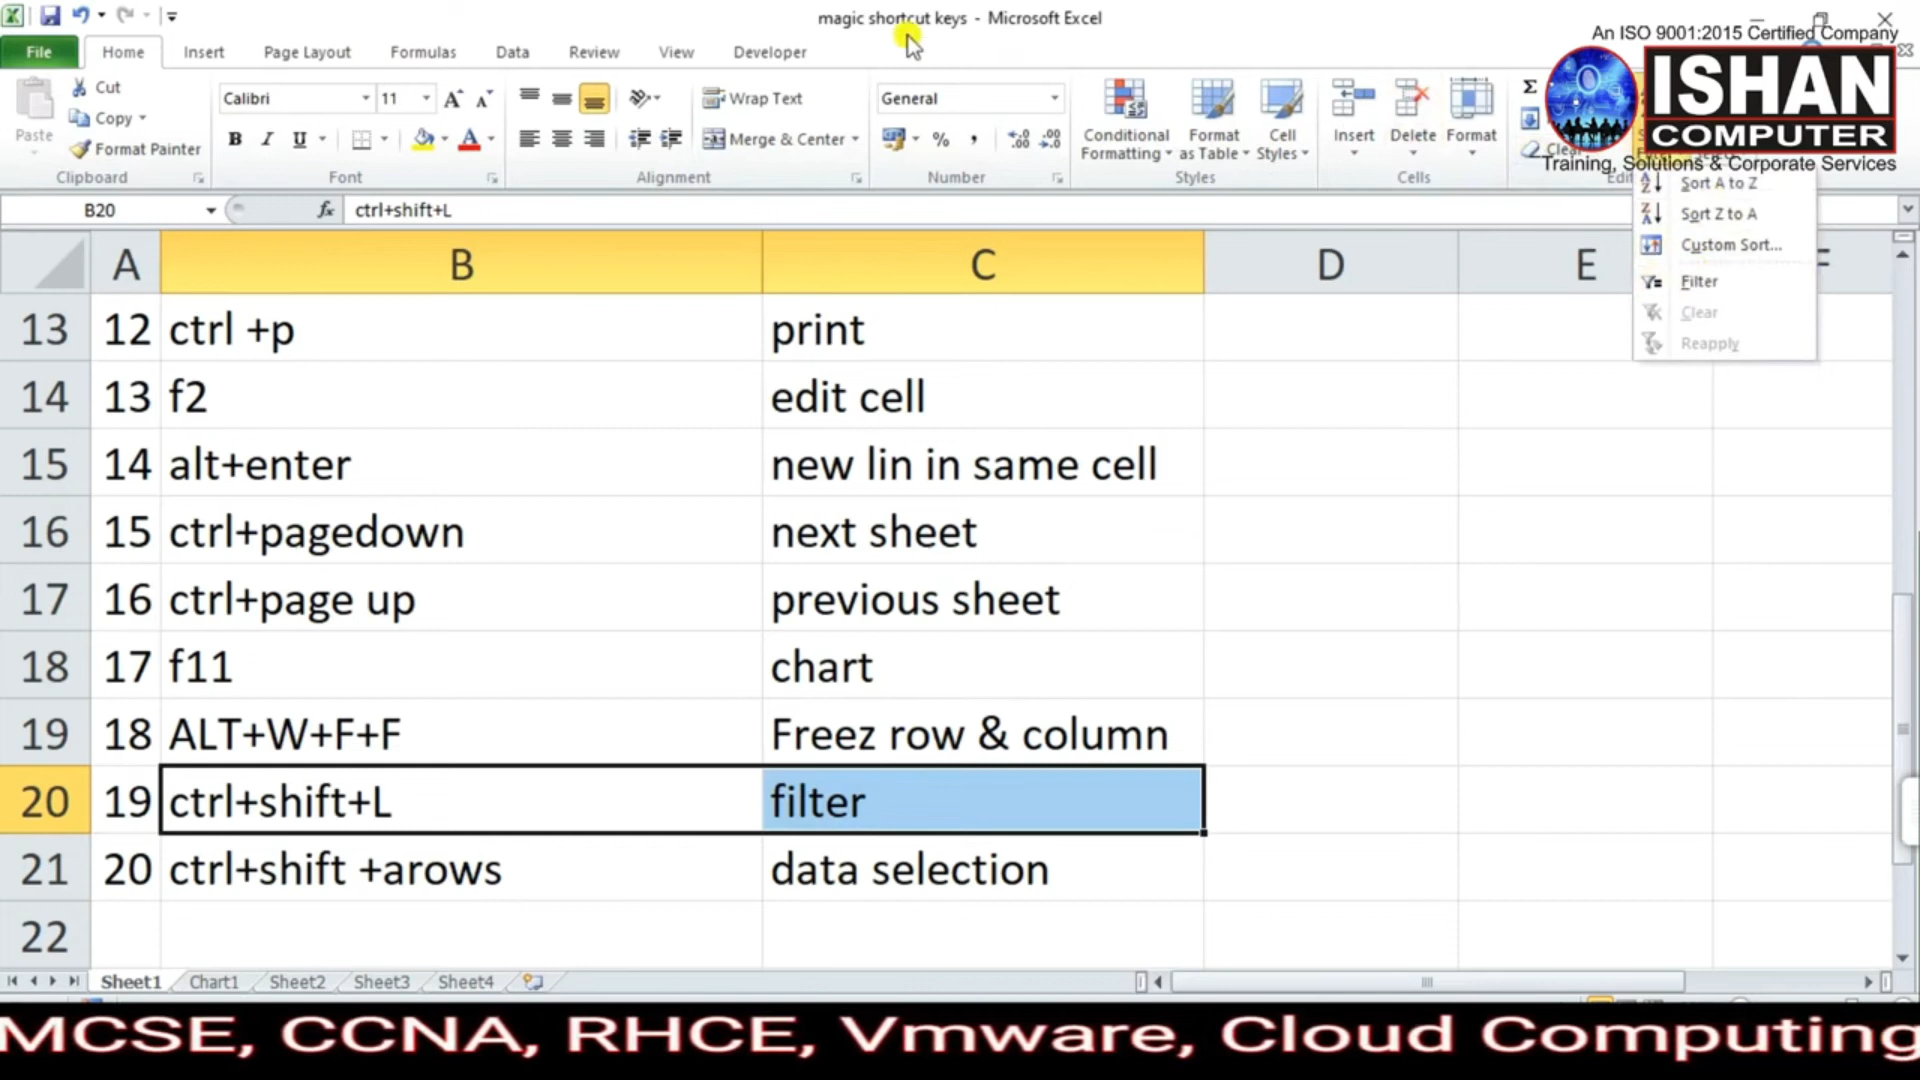 magic shortcut keys - Microsoft Excel
An ISO 9001:2015 Certified Company
ISHAN
COMPUTER
Training, Solutions & Corporate Services
File Home Insert Page Layout Formulas Data Review View Developer
Paste
Cut
Copy
Format Painter
Clipboard
Calibri 11
B I U
Font
Wrap Text
Merge & Center
Alignment
General
%
Number
Conditional Formatting
Format as Table
Cell Styles
Styles
Insert Delete Format
Cells
Σ
Clear
Sort A to Z
Sort Z to A
Custom Sort...
Filter
Clear
Reapply
B20 fx ctrl+shift+L
A B C D E F
13 12 ctrl +p print
14 13 f2 edit cell
15 14 alt+enter new lin in same cell
16 15 ctrl+pagedown next sheet
17 16 ctrl+page up previous sheet
18 17 f11 chart
19 18 ALT+W+F+F Freez row & column
20 19 ctrl+shift+L filter
21 20 ctrl+shift +arows data selection
22
Sheet1 Chart1 Sheet2 Sheet3 Sheet4
MCSE, CCNA, RHCE, Vmware, Cloud Computing